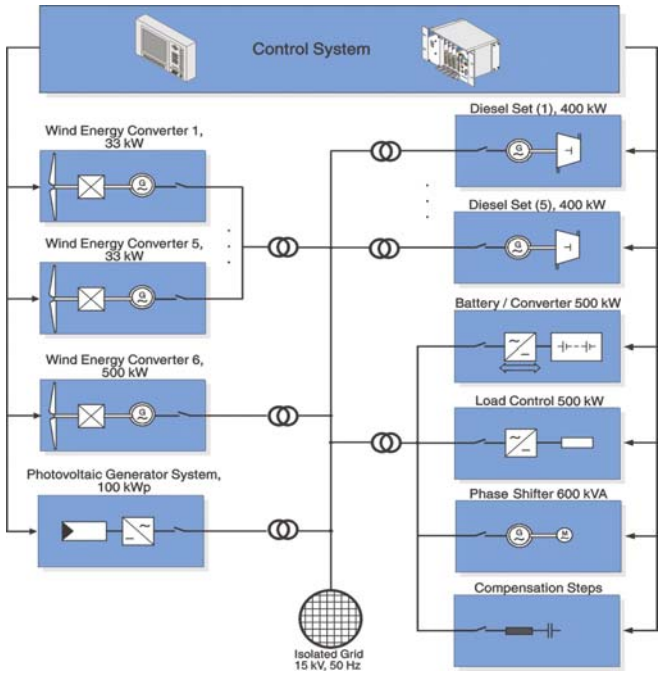 Control System
Wind Energy Converter 1,
33 kW
G
Wind Energy Converter 5,
33 kW
G
Wind Energy Converter 6,
500 kW
G
Photovoltaic Generator System,
100 kWp
Diesel Set (1), 400 kW
G
Diesel Set (5), 400 kW
G
Battery / Converter 500 kW
Load Control 500 kW
Phase Shifter 600 kVA
G
M
Compensation Steps
Isolated Grid
15 kV, 50 Hz